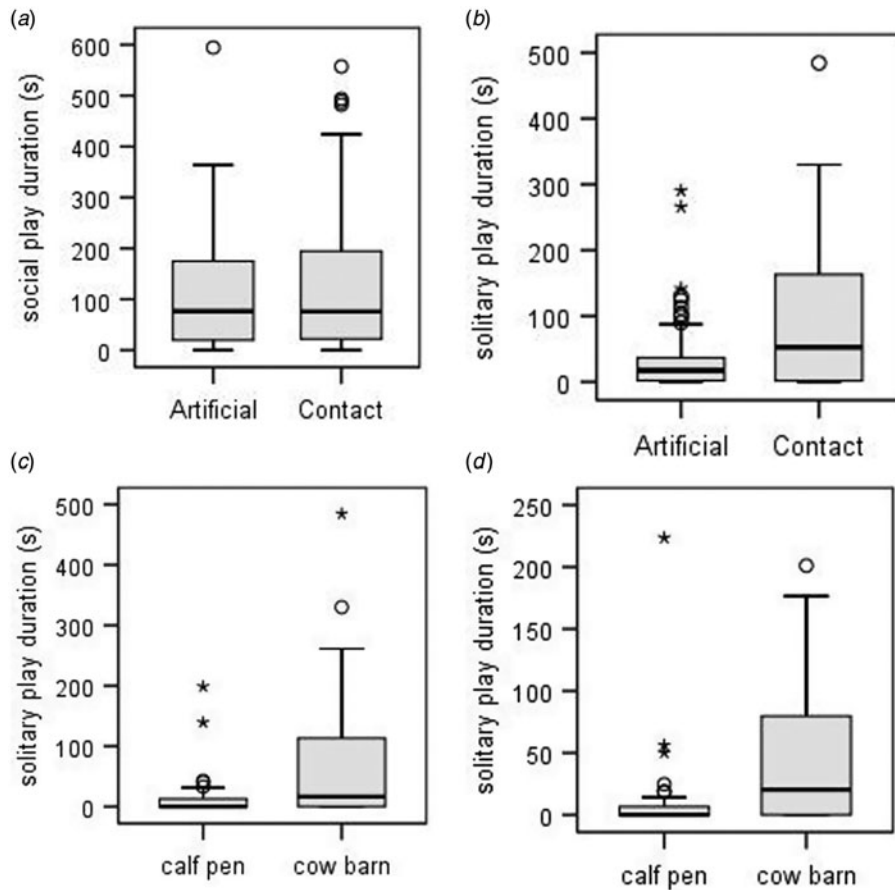 (a)
social play duration (s)
600
500
400
300
200
100
0
Artificial
Contact
(b)
solitary play duration (s)
500
400
300
200
100
0
Artificial
Contact
(c)
solitary play duration (s)
500
400
300
200
100
0
calf pen
cow barn
(d)
solitary play duration (s)
250
200
150
100
50
0
calf pen
cow barn